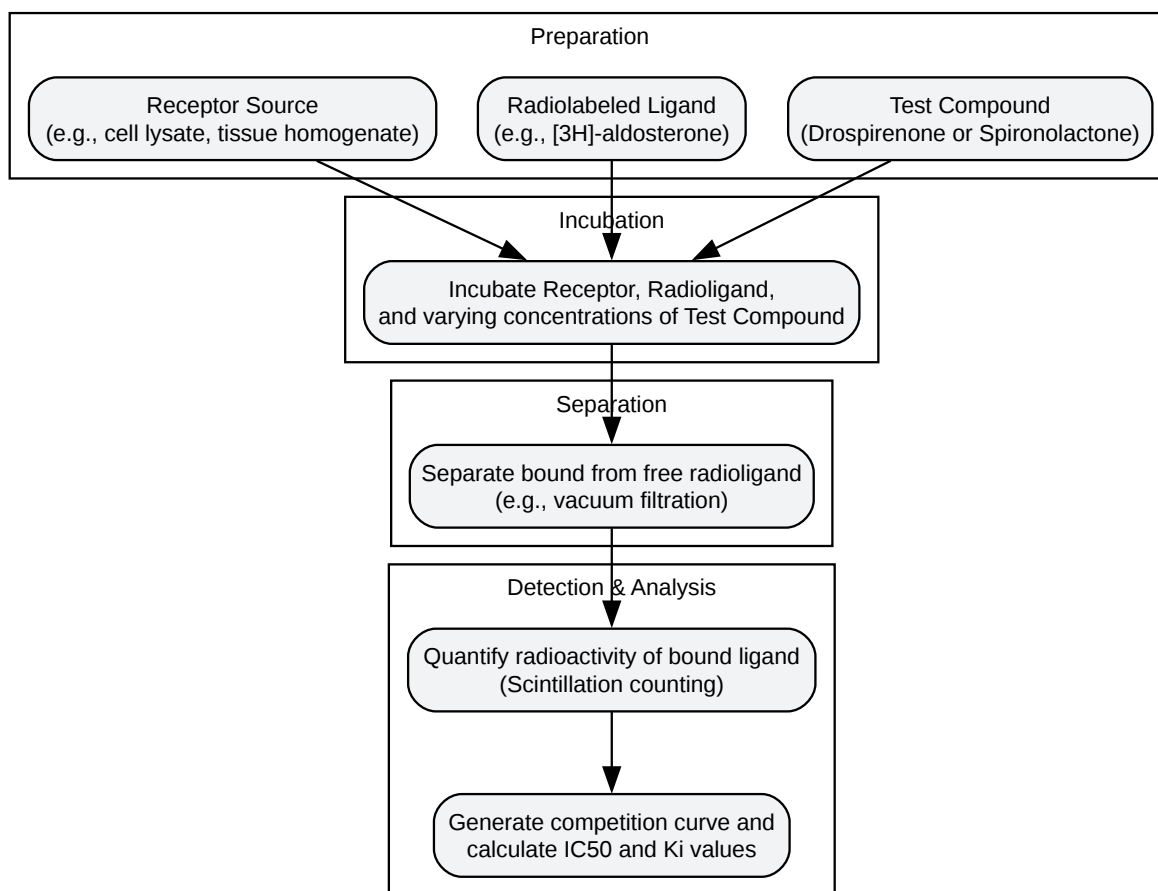 Preparation
Receptor Source
(e.g., cell lysate, tissue homogenate)
Radiolabeled Ligand
(e.g., [3H]-aldosterone)
Test Compound
(Drospirenone or Spironolactone)
Incubation
Incubate Receptor, Radioligand,
and varying concentrations of Test Compound
Separation
Separate bound from free radioligand
(e.g., vacuum filtration)
Detection & Analysis
Quantify radioactivity of bound ligand
(Scintillation counting)
Generate competition curve and
calculate IC50 and Ki values